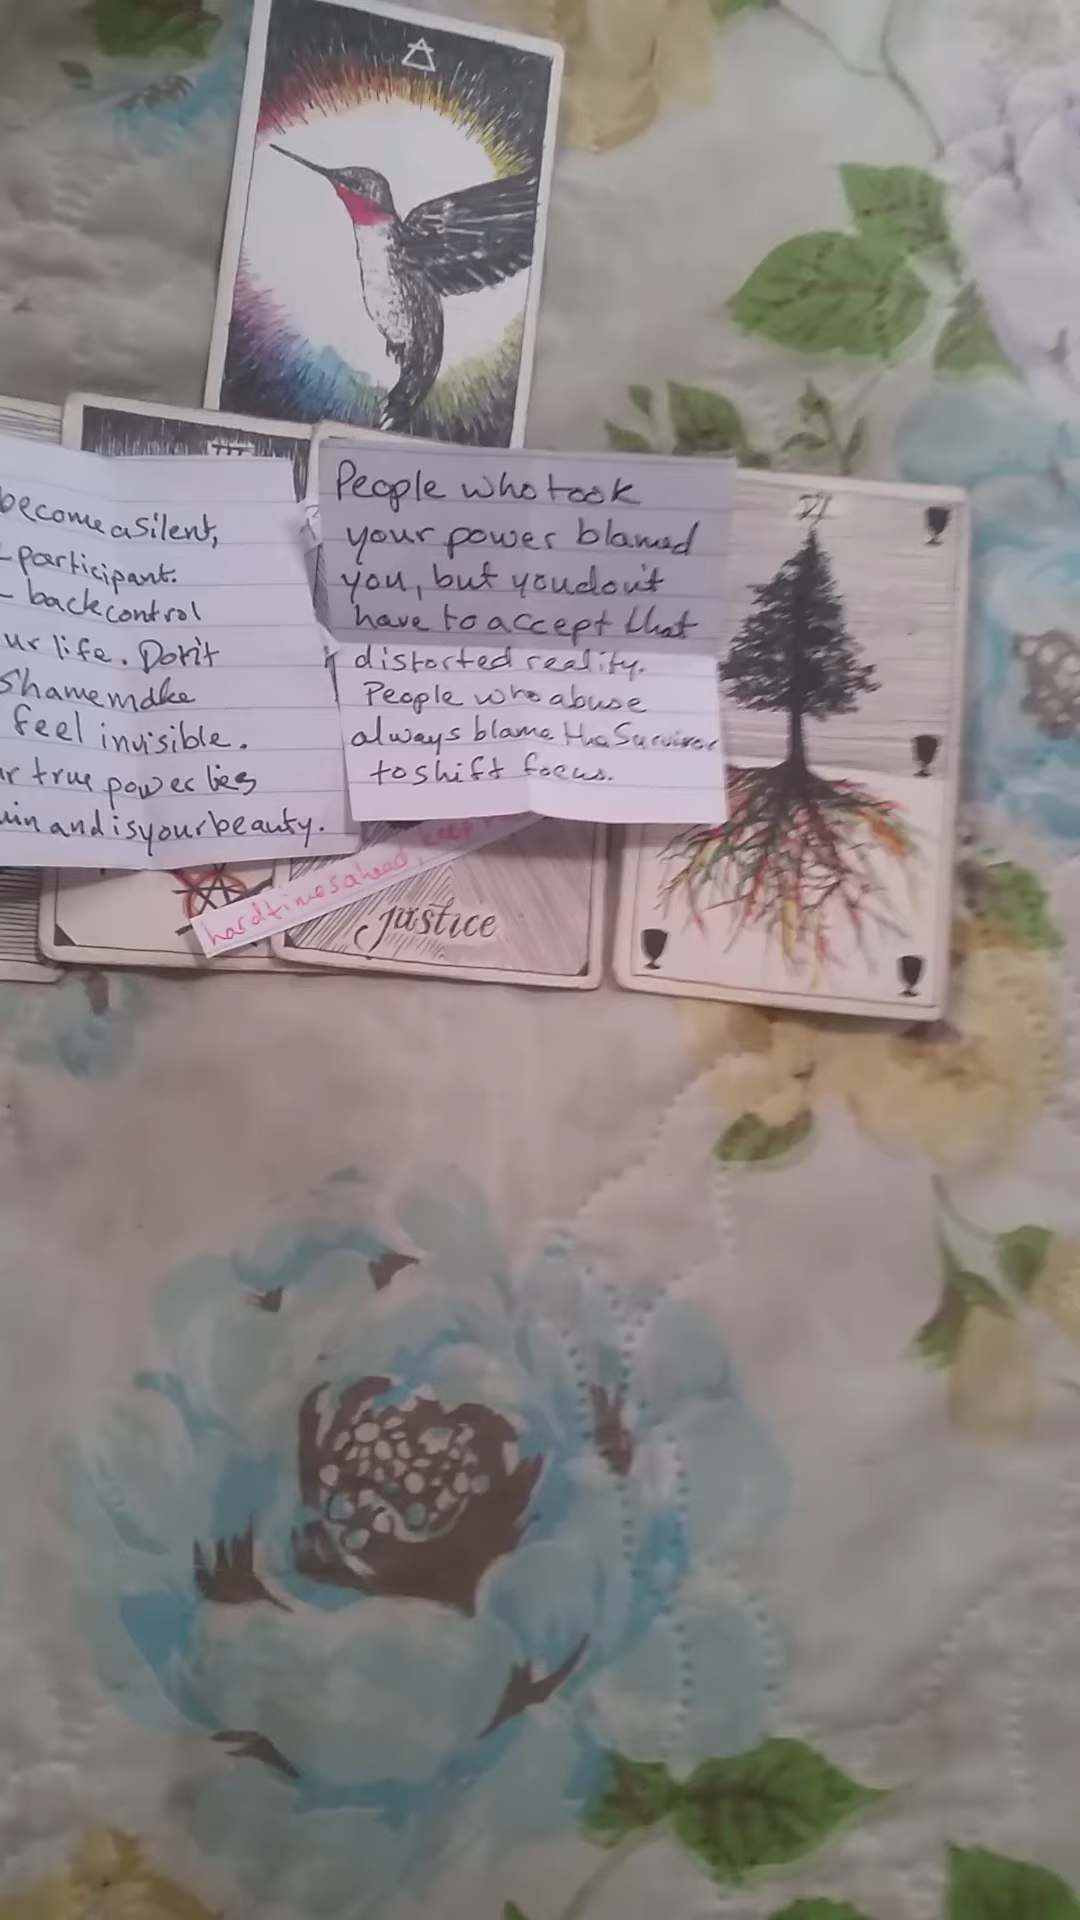 become a silent,
participant.
back control
ur life. Don't
shame make
feel invisible.
r true power lies
in and is your beauty.
People who took
your power blamed
you, but you don't
have to accept that
distorted reality.
People who abuse
always blame the Survivor
to shift focus.
VI
hard times ahead, keep
justice